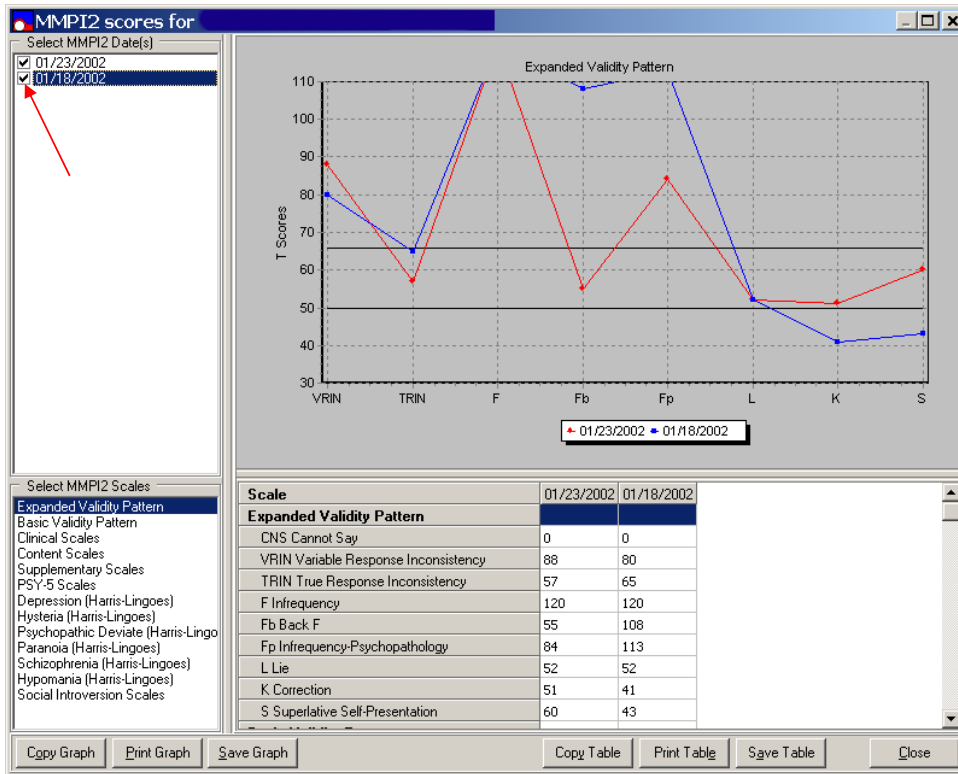 MMPI2 scores for
Select MMPI2 Date(s)
01/23/2002
01/18/2002
Expanded Validity Pattern
T Scores
110
100
90
80
70
60
50
40
30
VRIN TRIN F Fb Fp L K S
01/23/2002 01/18/2002
Select MMPI2 Scales
Expanded Validity Pattern
Basic Validity Pattern
Clinical Scales
Content Scales
Supplementary Scales
PSY-5 Scales
Depression (Harris-Lingoes)
Hysteria (Harris-Lingoes)
Psychopathic Deviate (Harris-Lingo
Paranoia (Harris-Lingoes)
Schizophrenia (Harris-Lingoes)
Hypomania (Harris-Lingoes)
Social Introversion Scales
Scale 01/23/2002 01/18/2002
Expanded Validity Pattern
CNS Cannot Say 0 0
VRIN Variable Response Inconsistency 88 80
TRIN True Response Inconsistency 57 65
F Infrequency 120 120
Fb Back F 55 108
Fp Infrequency-Psychopathology 84 113
L Lie 52 52
K Correction 51 41
S Superlative Self-Presentation 60 43
Copy Graph Print Graph Save Graph Copy Table Print Table Save Table Close